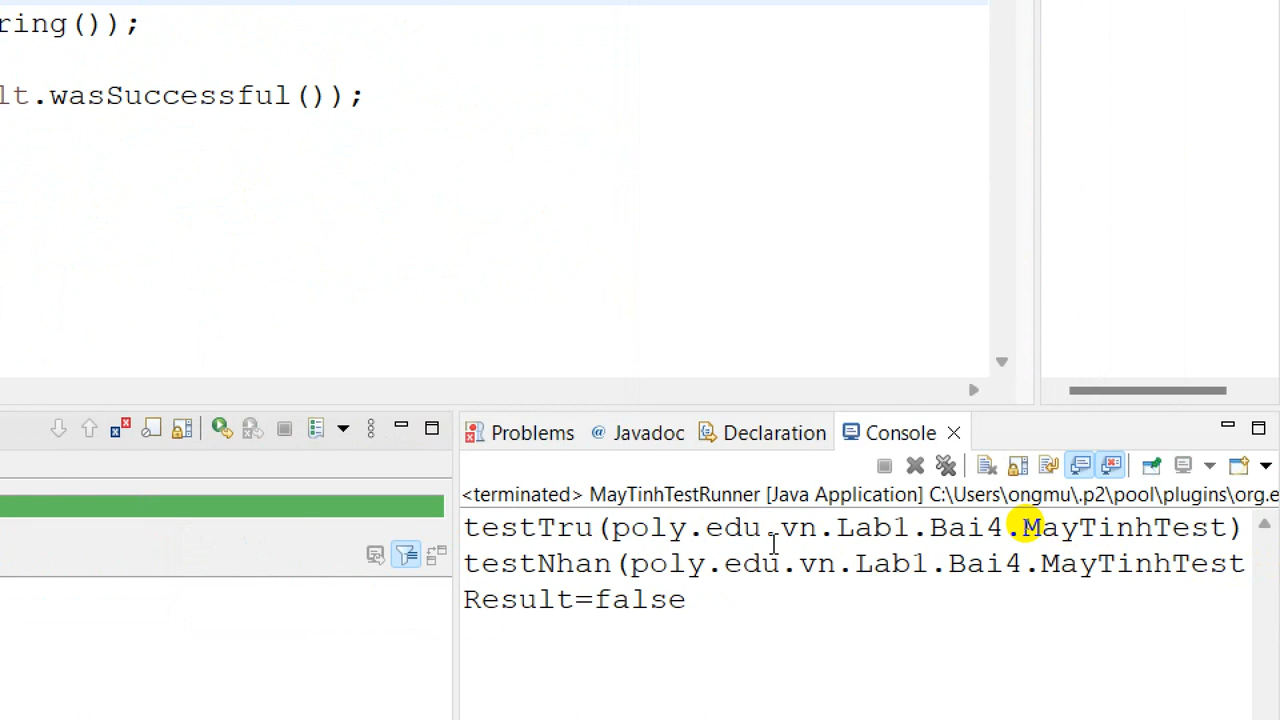 ring());
lt.wasSuccessful());
Problems @ Javadoc Declaration Console
<terminated> MayTinhTestRunner [Java Application] C:\Users\ongmu\.p2\pool\plugins\org.e
testTru(poly.edu.vn.Lab1.Bai4.MayTinhTest)
testNhan(poly.edu.vn.Lab1.Bai4.MayTinhTest
Result=false